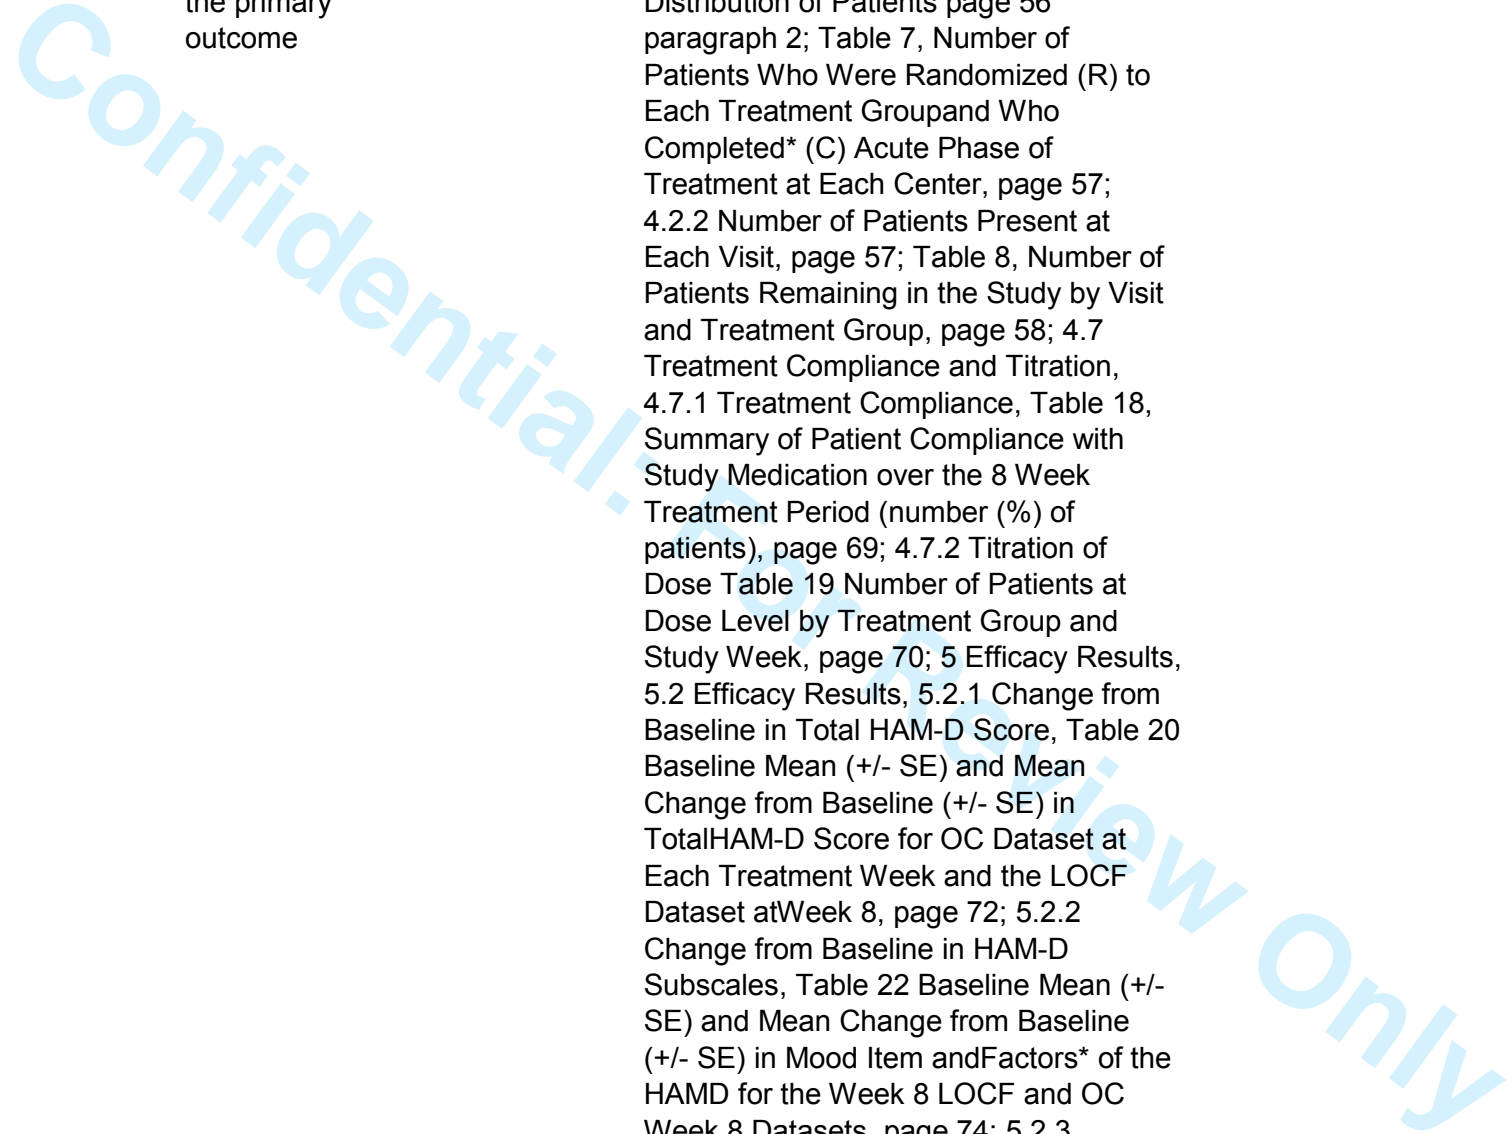 the primary
outcome
Distribution of Patients page 56
paragraph 2; Table 7, Number of
Patients Who Were Randomized (R) to
Each Treatment Groupand Who
Completed* (C) Acute Phase of
Treatment at Each Center, page 57;
4.2.2 Number of Patients Present at
Each Visit, page 57; Table 8, Number of
Patients Remaining in the Study by Visit
and Treatment Group, page 58; 4.7
Treatment Compliance and Titration,
4.7.1 Treatment Compliance, Table 18,
Summary of Patient Compliance with
Study Medication over the 8 Week
Treatment Period (number (%) of
patients), page 69; 4.7.2 Titration of
Dose Table 19 Number of Patients at
Dose Level by Treatment Group and
Study Week, page 70; 5 Efficacy Results,
5.2 Efficacy Results, 5.2.1 Change from
Baseline in Total HAM-D Score, Table 20
Baseline Mean (+/- SE) and Mean
Change from Baseline (+/- SE) in
TotalHAM-D Score for OC Dataset at
Each Treatment Week and the LOCF
Dataset atWeek 8, page 72; 5.2.2
Change from Baseline in HAM-D
Subscales, Table 22 Baseline Mean (+/-
SE) and Mean Change from Baseline
(+/- SE) in Mood Item andFactors* of the
HAMD for the Week 8 LOCF and OC
Week 8 Datasets, page 74; 5.2.3
Confidential: For Review Only